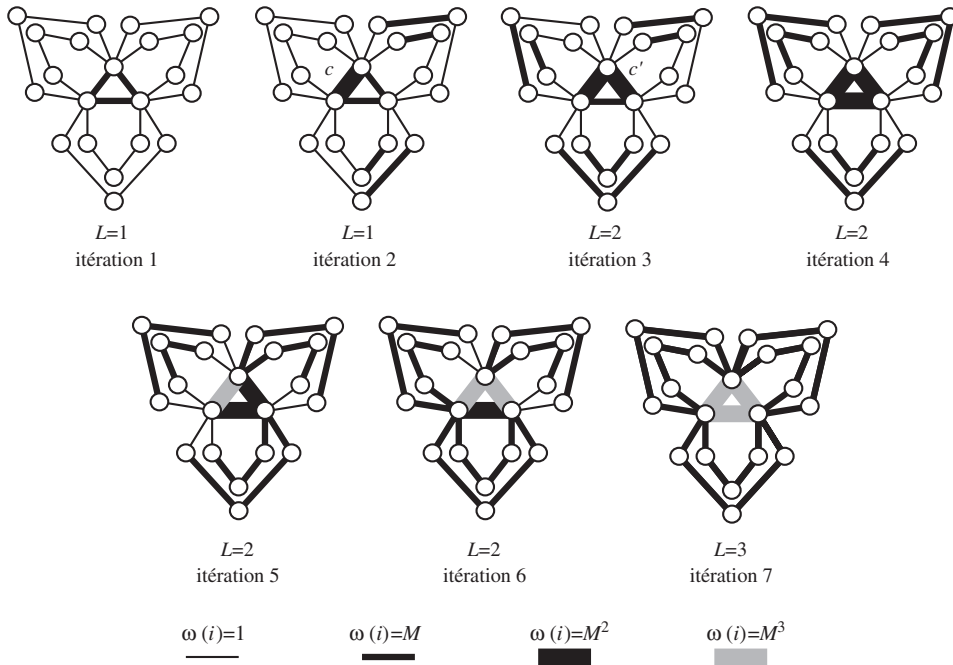 c
c'
L=1
L=1
L=2
L=2
itération 1
itération 2
itération 3
itération 4
L=2
L=2
L=3
itération 5
itération 6
itération 7
ω (i)=1
ω (i)=M
ω (i)=M²
ω (i)=M³